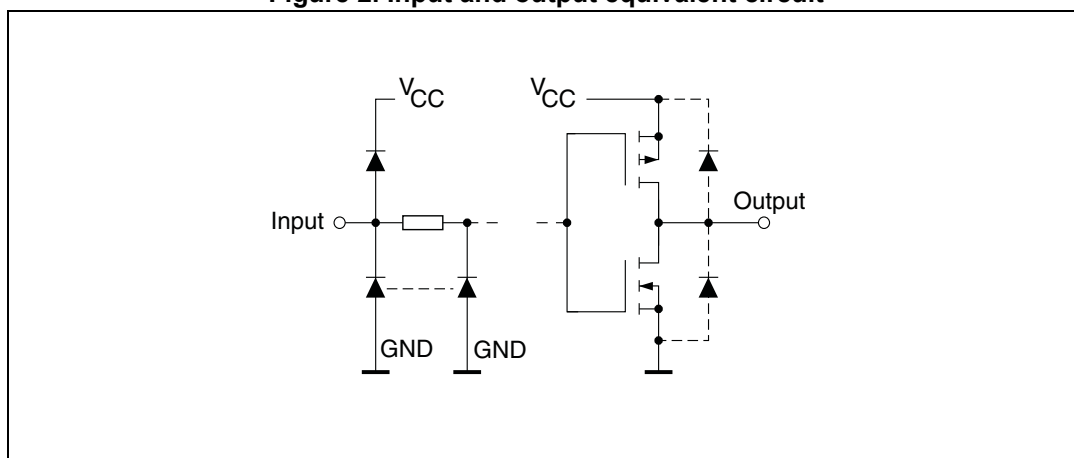 Figure 2. Input and output equivalent circuit
VCC
VCC
Input
Output
GND
GND